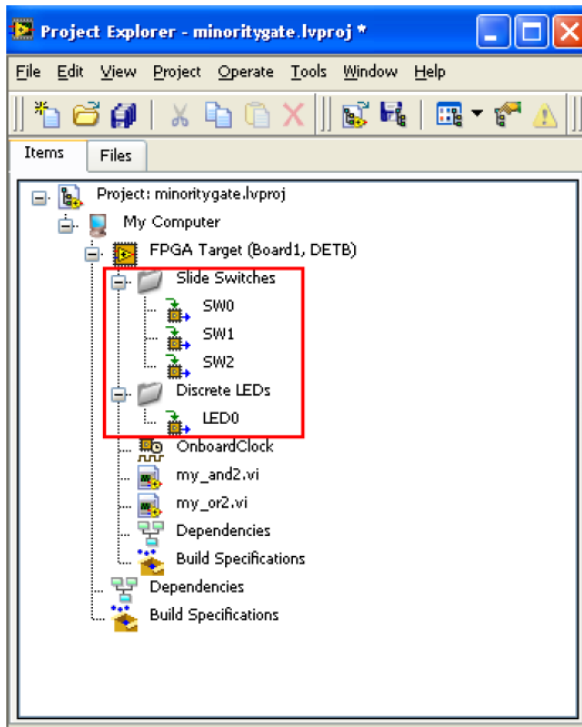 Project Explorer - minoritygate.lvproj *
File Edit View Project Operate Tools Window Help
Items Files
Project: minoritygate.lvproj
My Computer
FPGA Target (Board1, DETB)
Slide Switches
SW0
SW1
SW2
Discrete LEDs
LED0
OnboardClock
my_and2.vi
my_or2.vi
Dependencies
Build Specifications
Dependencies
Build Specifications